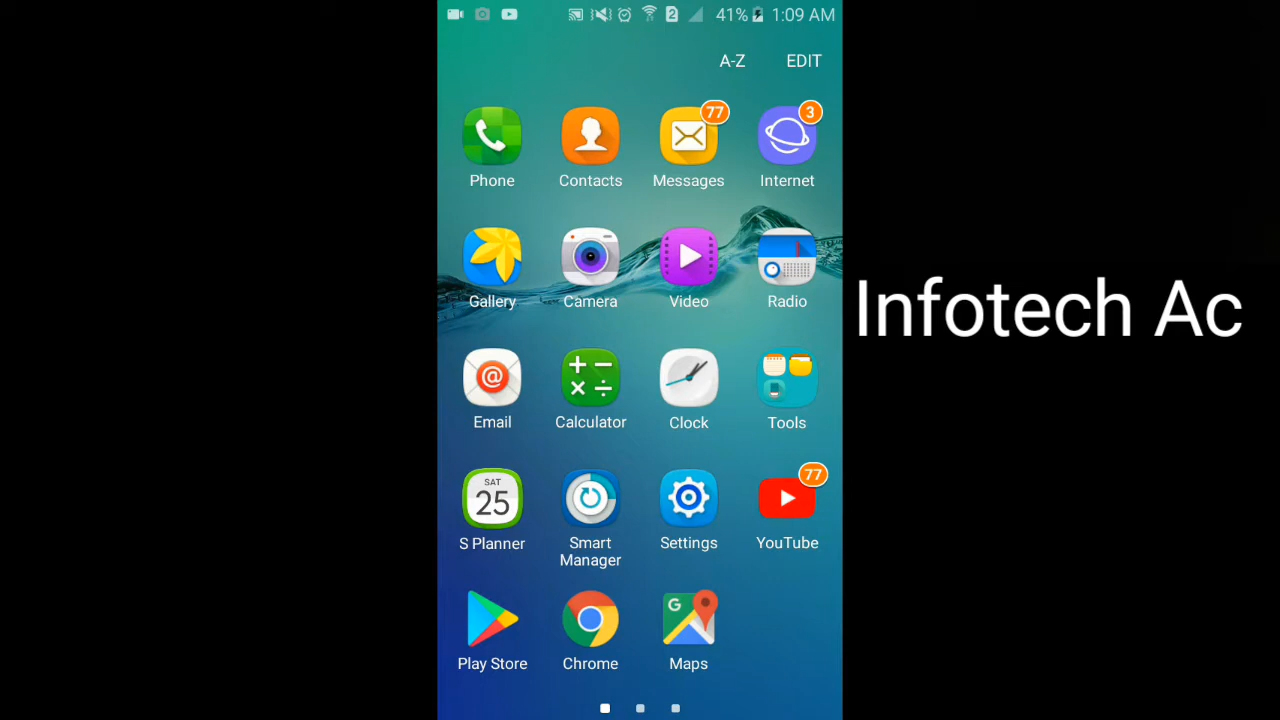 2 41% 1:09 AM
A-Z EDIT
77 3
Phone Contacts Messages Internet
Gallery Camera Video Radio
@
Email Calculator Clock Tools
SAT
25 77
S Planner Smart Manager Settings YouTube
G
Play Store Chrome Maps
Infotech Ac